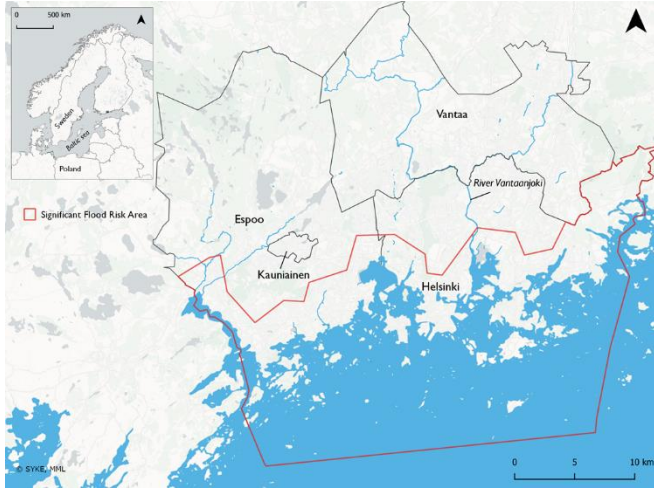 0 500 km
Sweden
Baltic sea
Poland
Significant Flood Risk Area
Vantaa
River Vantaanjoki
Espoo
Kauniainen
Helsinki
© SYKE, MML
0 5 10 km